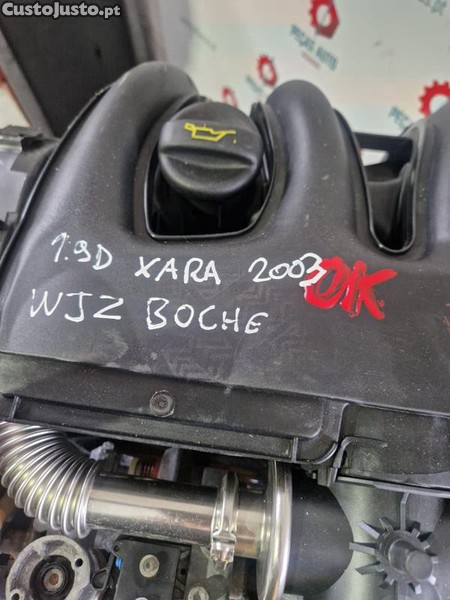 CustoJusto.pt
1.9D XARA 2003 OK
WJZ BOCHE